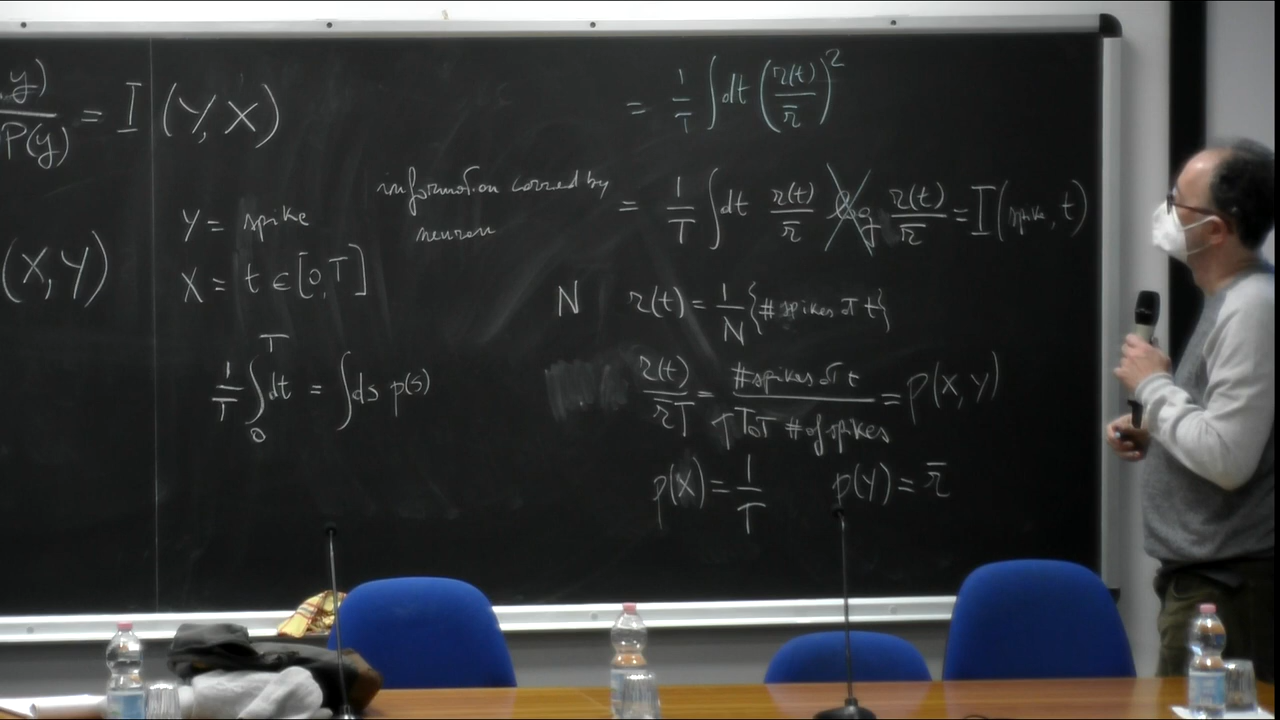 y)
P(y) = I (Y, X)
(X, Y)
Y = spike
X = t ∈ [0, T]
1/T ∫₀ᵀ dt = ∫ds p(s)
information carried by
neuron
= 1/T ∫dt (r(t)/r̄)²
= 1/T ∫dt r(t)/r̄ log r(t)/r̄ = I(spike, t)
N r(t) = 1/N {# spikes at t}
r(t)/r̄T = # spikes at t / T Tot # of spikes = p(X, Y)
p(X) = 1/T p(Y) = r̄